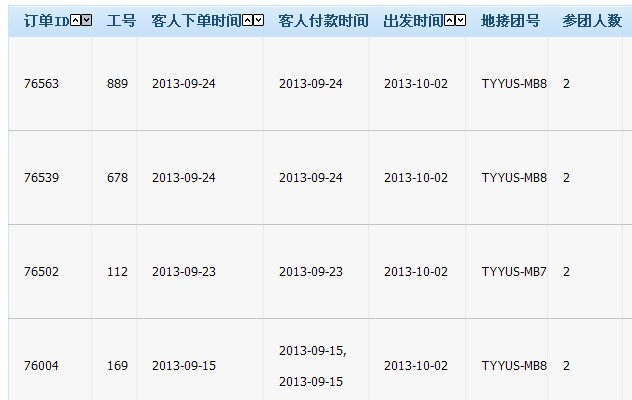 订单ID 工号 客人下单时间 客人付款时间 出发时间 地接团号 参团人数
76563 889 2013-09-24 2013-09-24 2013-10-02 TYYUS-MB8 2
76539 678 2013-09-24 2013-09-24 2013-10-02 TYYUS-MB8 2
76502 112 2013-09-23 2013-09-23 2013-10-02 TYYUS-MB7 2
76004 169 2013-09-15 2013-09-15, 2013-10-02 TYYUS-MB8 2
2013-09-15